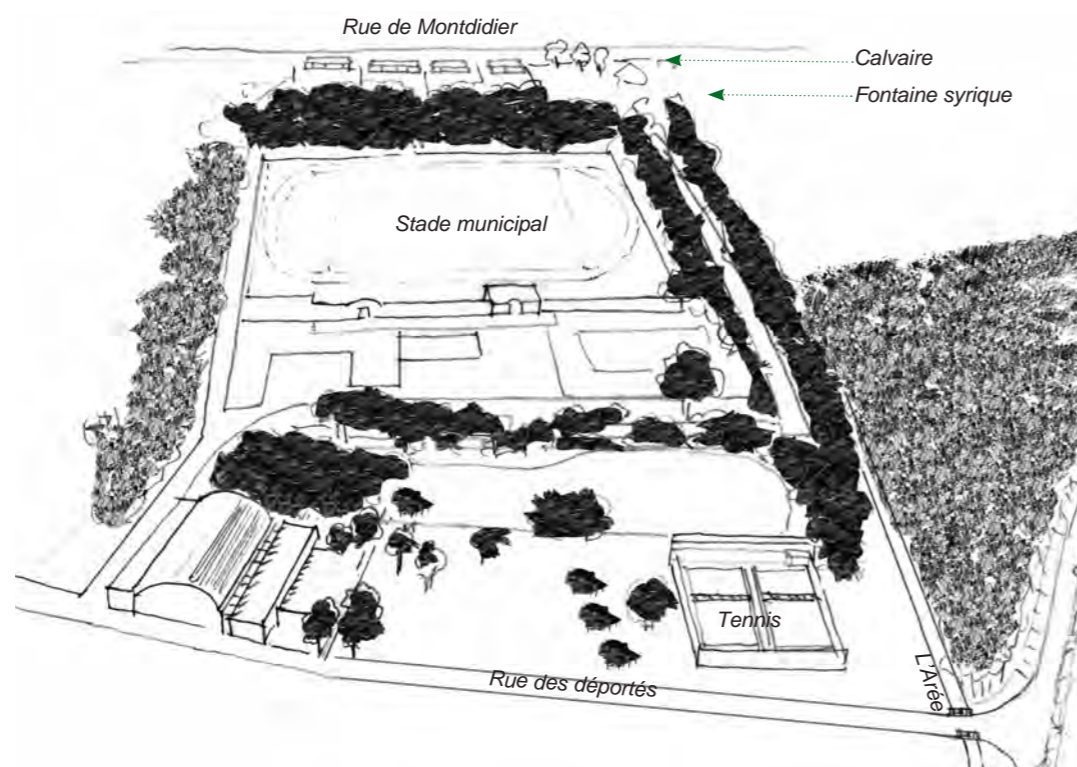 Rue de Montdidier
Calvaire
Fontaine syrique
Stade municipal
Tennis
Rue des déportés
L'Arée